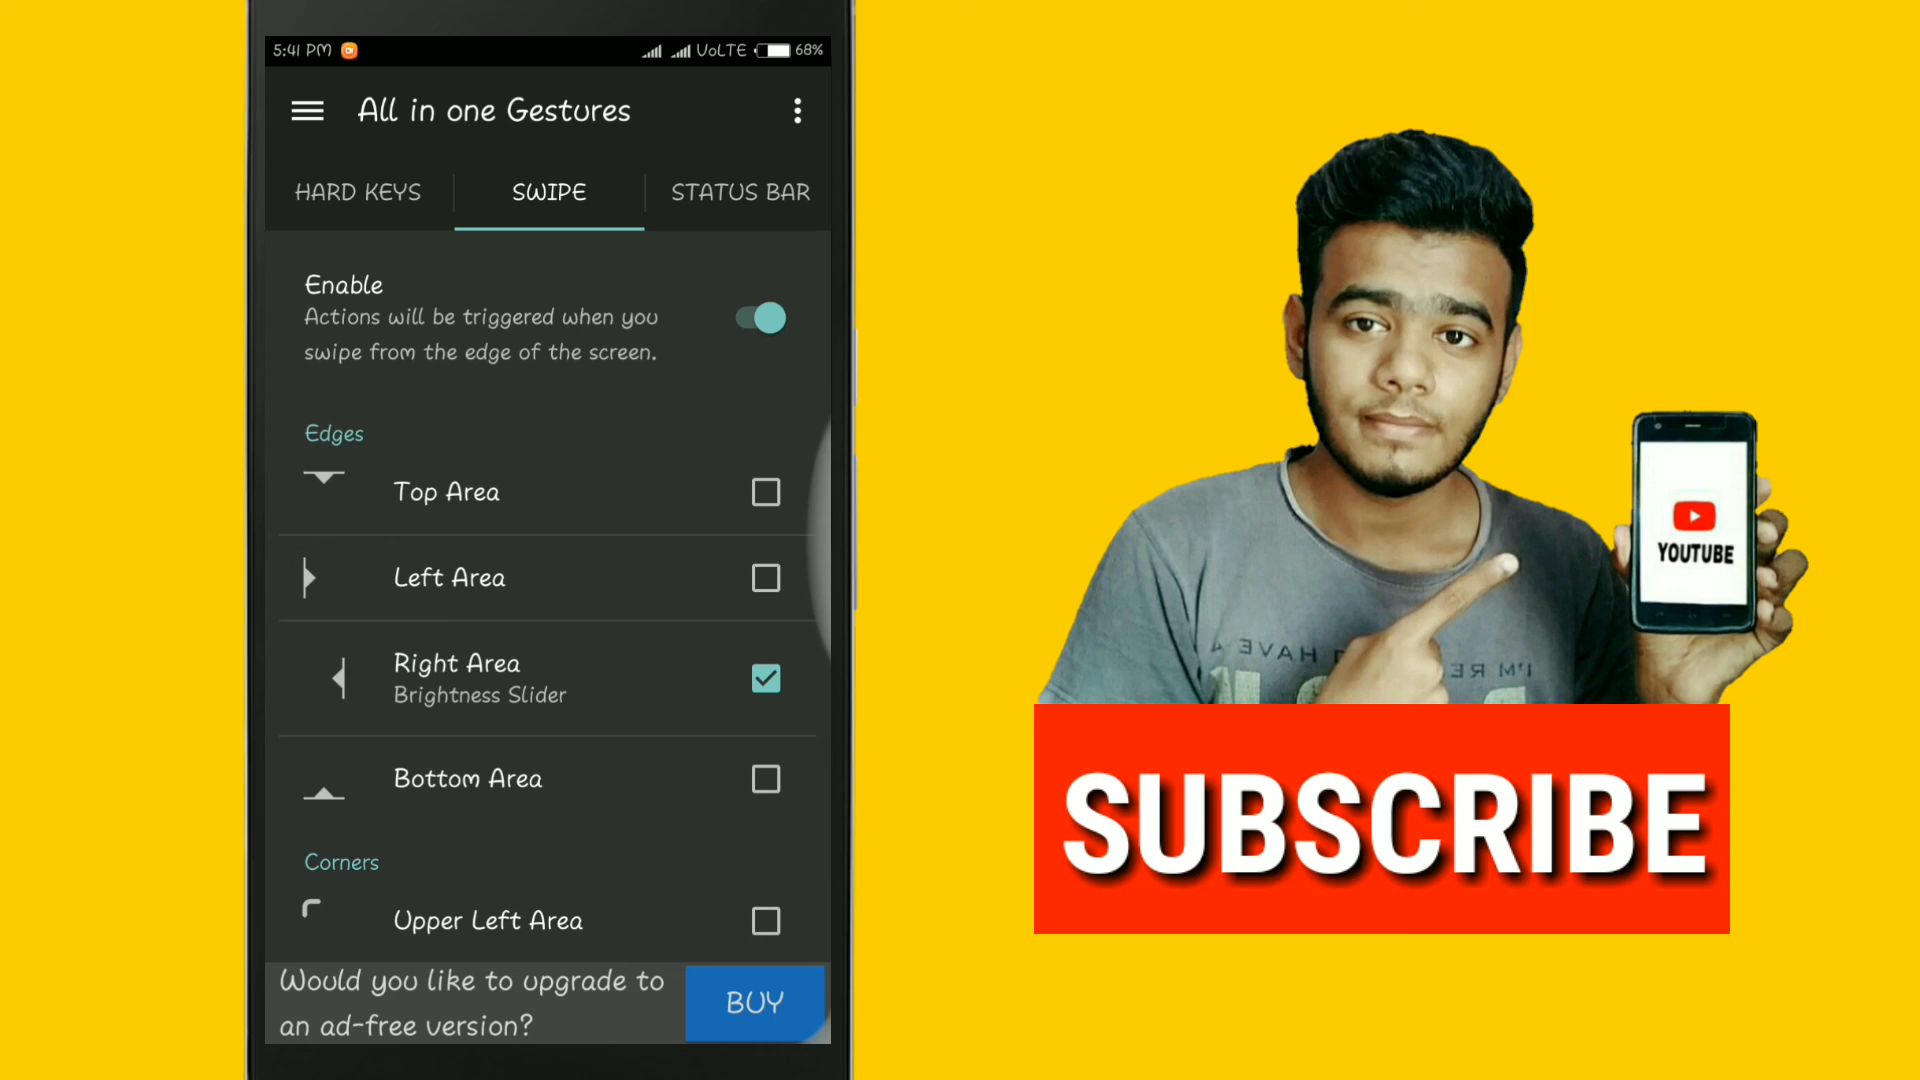 5:41 PM
VoLTE 68%
All in one Gestures
HARD KEYS
SWIPE
STATUS BAR
Enable
Actions will be triggered when you
swipe from the edge of the screen.
Edges
Top Area
Left Area
Right Area
Brightness Slider
Bottom Area
Corners
Upper Left Area
Would you like to upgrade to
an ad-free version?
BUY
YOUTUBE
HAVE A
I'M RE
SUBSCRIBE